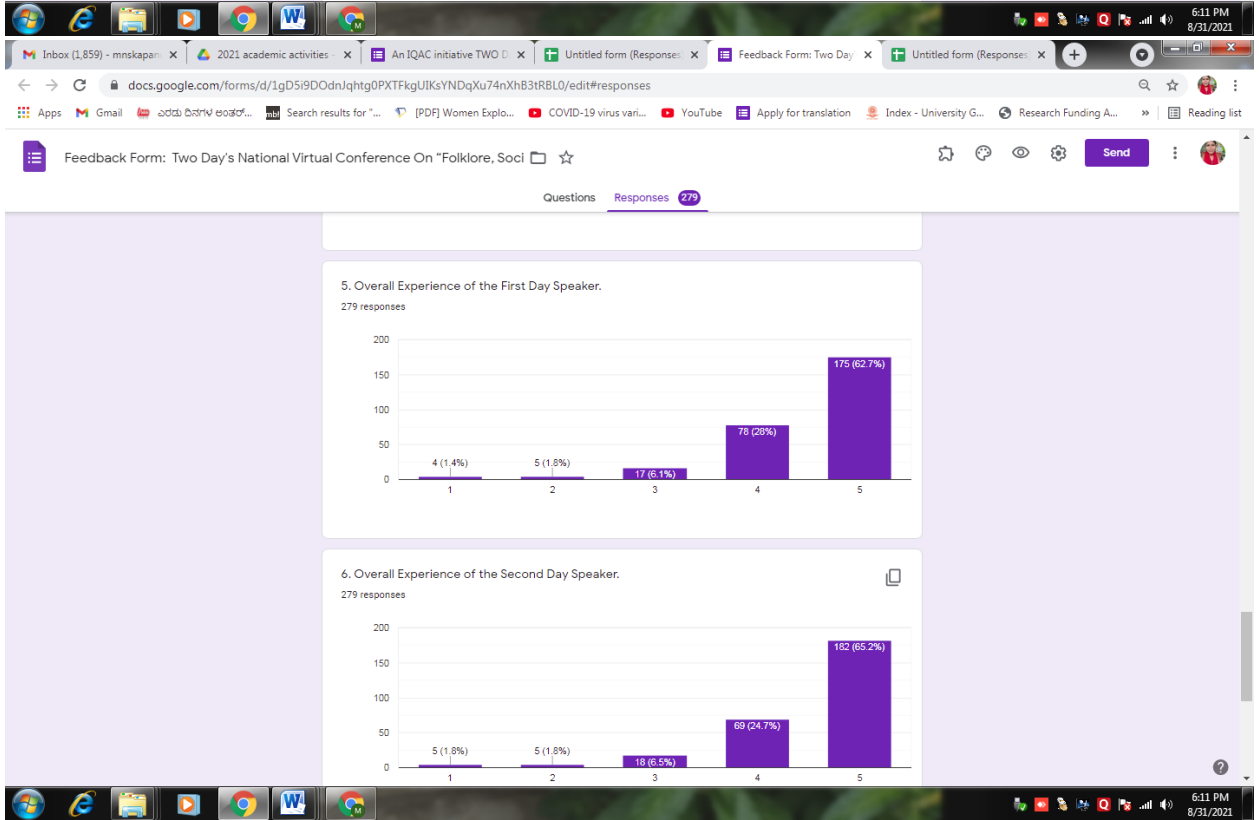 6:11 PM
8/31/2021
Inbox (1,859) - mnskapan
2021 academic activities -
An IQAC initiative TWO D
Untitled form (Responses
Feedback Form: Two Day
Untitled form (Responses
docs.google.com/forms/d/1gD5i9DOdnJqhtg0PXTFkgUIKsYNDqXu74nXhB3tRBL0/edit#responses
Apps
Gmail
ಎರಡು ದಿನಗಳ ಅಂತರ್...
mbl
Search results for "...
[PDF] Women Explo...
COVID-19 virus vari...
YouTube
Apply for translation
Index - University G...
Research Funding A...
»
Reading list
Feedback Form: Two Day's National Virtual Conference On "Folklore, Soci
Send
Questions
Responses 279
5. Overall Experience of the First Day Speaker.
279 responses
200
150
100
50
0
4 (1.4%)
5 (1.8%)
17 (6.1%)
78 (28%)
175 (62.7%)
1
2
3
4
5
6. Overall Experience of the Second Day Speaker.
279 responses
200
150
100
50
0
5 (1.8%)
5 (1.8%)
18 (6.5%)
69 (24.7%)
182 (65.2%)
1
2
3
4
5
6:11 PM
8/31/2021